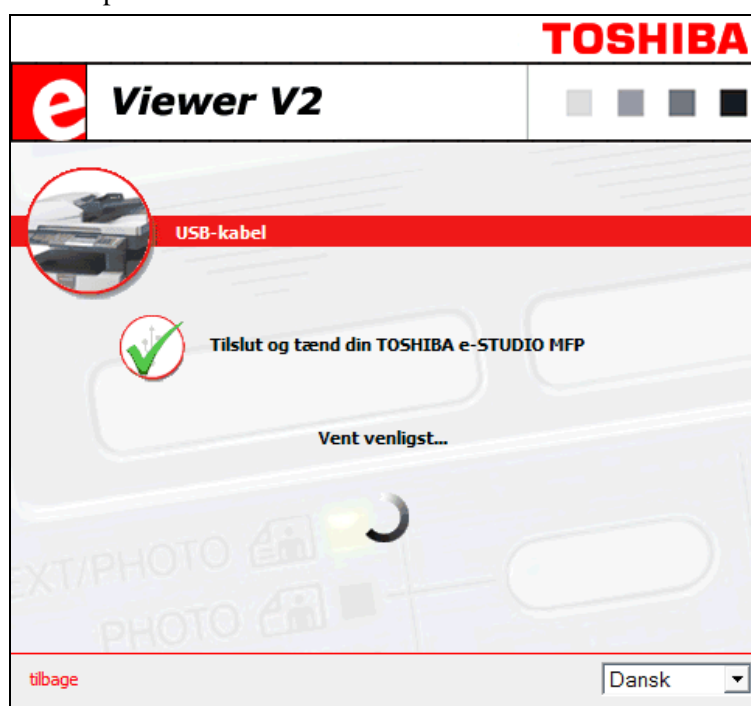 TOSHIBA
e Viewer V2
USB-kabel
Tilslut og tænd din TOSHIBA e-STUDIO MFP
Vent venligst...
EXT/PHOTO
PHOTO
tilbage
Dansk